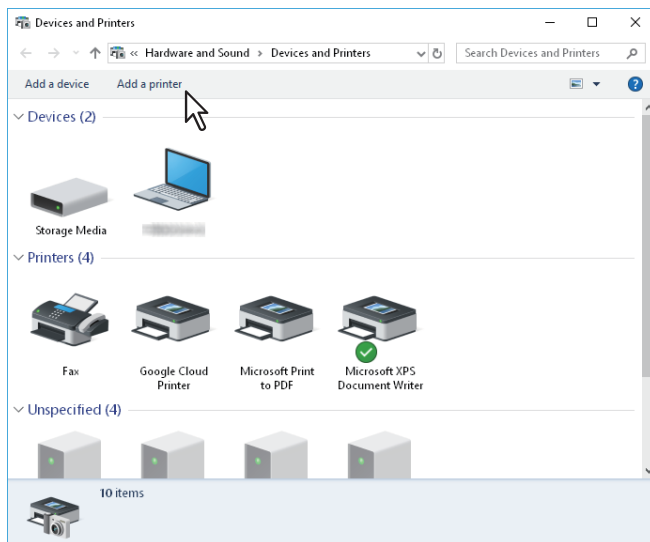 Devices and Printers
« Hardware and Sound > Devices and Printers
Search Devices and Printers
Add a device
Add a printer
Devices (2)
Storage Media
Printers (4)
Fax
Google Cloud
Printer
Microsoft Print
to PDF
Microsoft XPS
Document Writer
Unspecified (4)
10 items